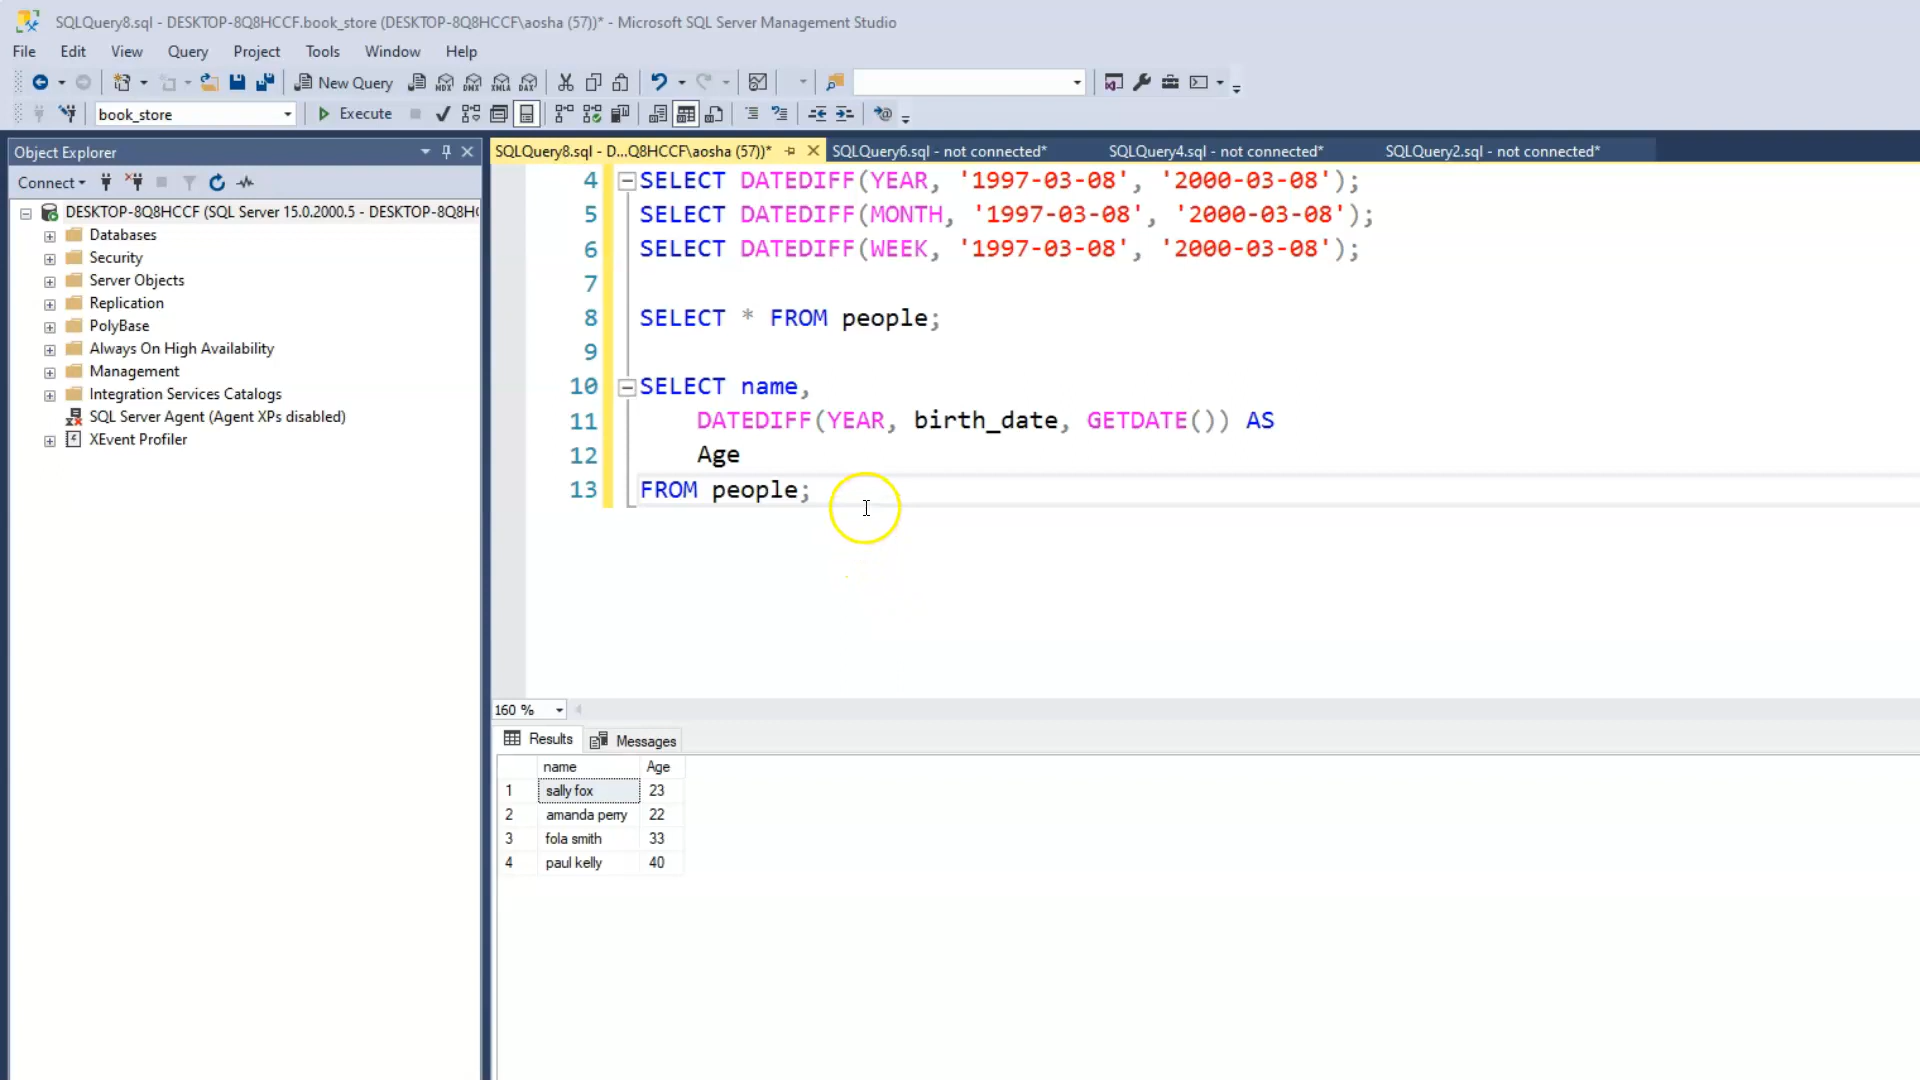 SQLQuery8.sql - DESKTOP-8Q8HCCF.book_store (DESKTOP-8Q8HCCF\aosha (57))* - Microsoft SQL Server Management Studio
File Edit View Query Project Tools Window Help
New Query MDX DMX XMLA DAX
book_store Execute
Object Explorer
Connect
DESKTOP-8Q8HCCF (SQL Server 15.0.2000.5 - DESKTOP-8Q8H
Databases
Security
Server Objects
Replication
PolyBase
Always On High Availability
Management
Integration Services Catalogs
SQL Server Agent (Agent XPs disabled)
XEvent Profiler
SQLQuery8.sql - D...Q8HCCF\aosha (57))* SQLQuery6.sql - not connected* SQLQuery4.sql - not connected* SQLQuery2.sql - not connected*
4 SELECT DATEDIFF(YEAR, '1997-03-08', '2000-03-08');
5 SELECT DATEDIFF(MONTH, '1997-03-08', '2000-03-08');
6 SELECT DATEDIFF(WEEK, '1997-03-08', '2000-03-08');
7
8 SELECT * FROM people;
9
10 SELECT name,
11 DATEDIFF(YEAR, birth_date, GETDATE()) AS
12 Age
13 FROM people;
160 %
Results Messages
name Age
1 sally fox 23
2 amanda perry 22
3 fola smith 33
4 paul kelly 40